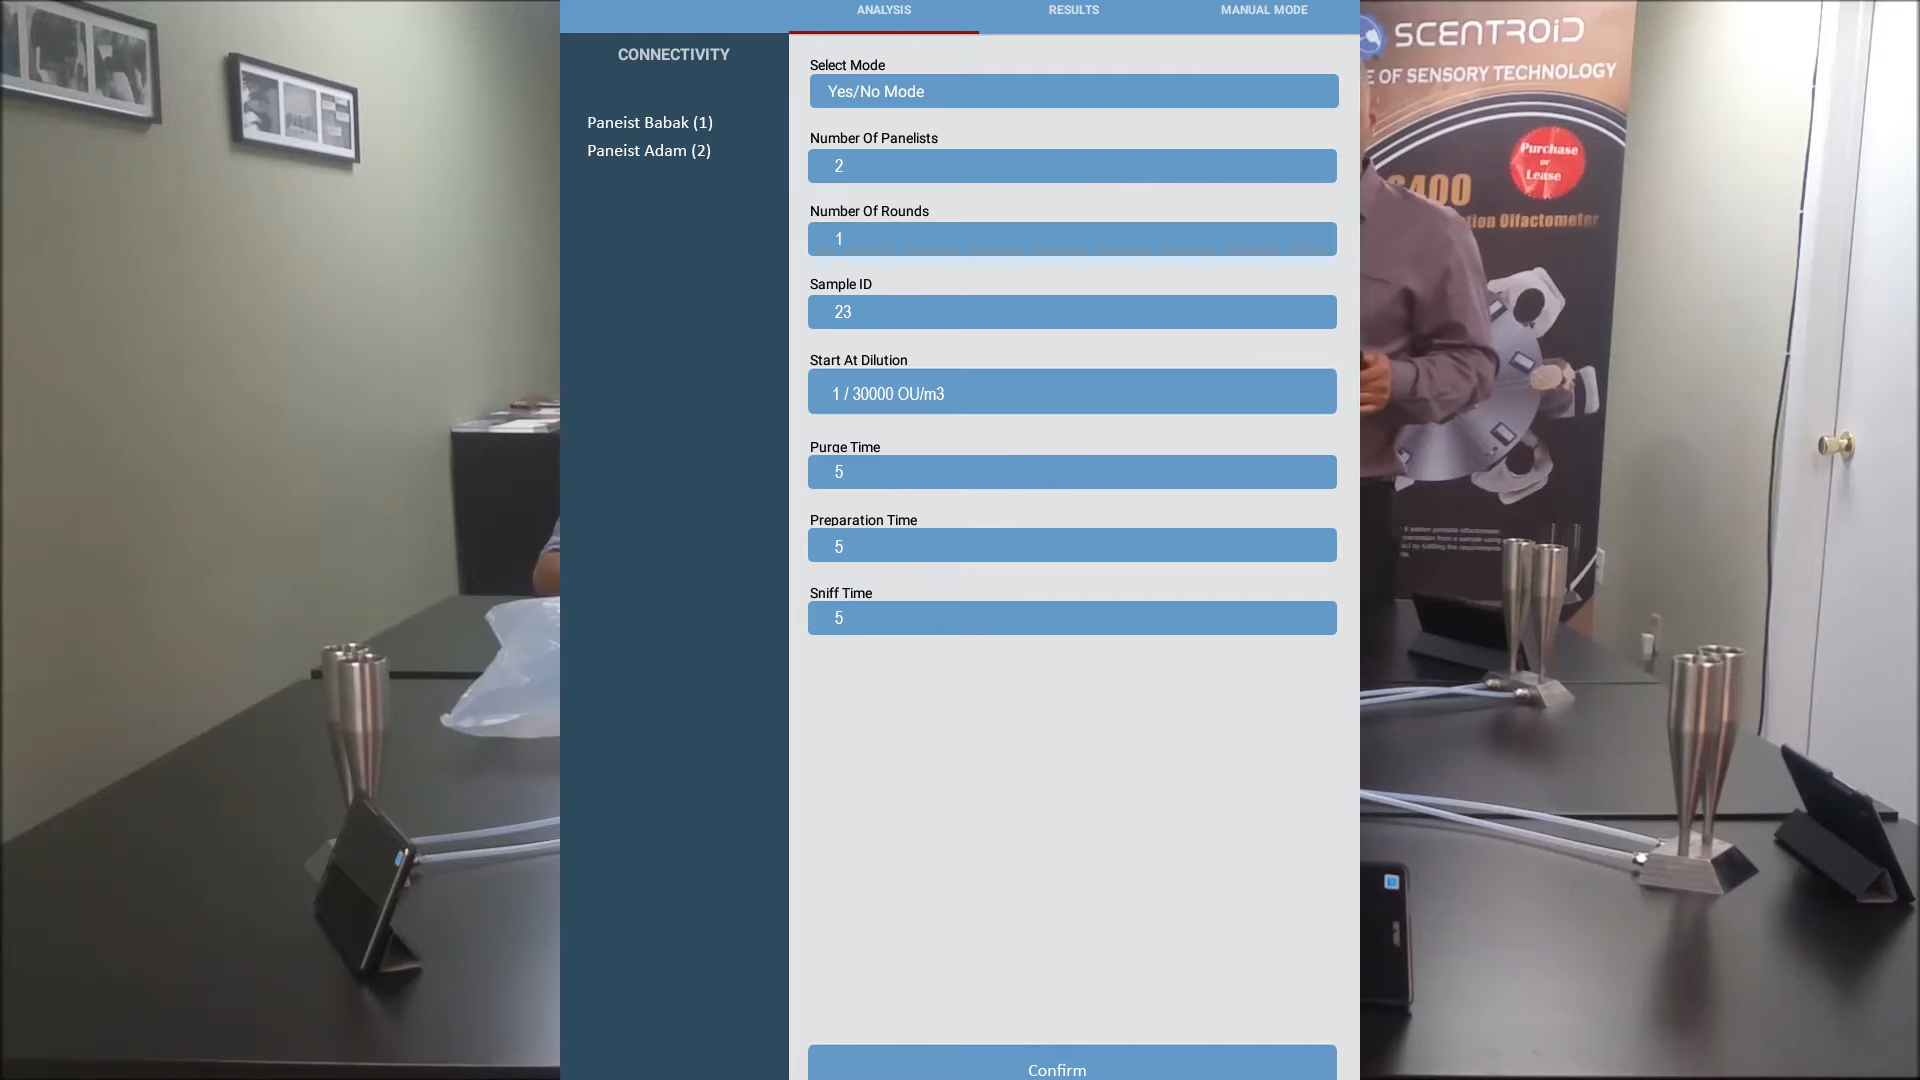 ANALYSIS
RESULTS
MANUAL MODE
CONNECTIVITY
Paneist Babak (1)
Paneist Adam (2)
Select Mode
Yes/No Mode
Number Of Panelists
2
Number Of Rounds
1
Sample ID
23
Start At Dilution
1 / 30000 OU/m3
Purge Time
5
Preparation Time
5
Sniff Time
5
Confirm
SCENTROiD
E OF SENSORY TECHNOLOGY
Purchase
or
Lease
tion Olfactometer